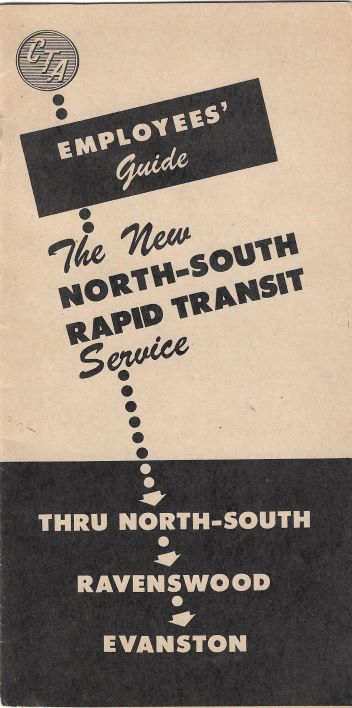 CTA
EMPLOYEES'
Guide
The New
NORTH-SOUTH
RAPID TRANSIT
Service
THRU NORTH-SOUTH
RAVENSWOOD
EVANSTON